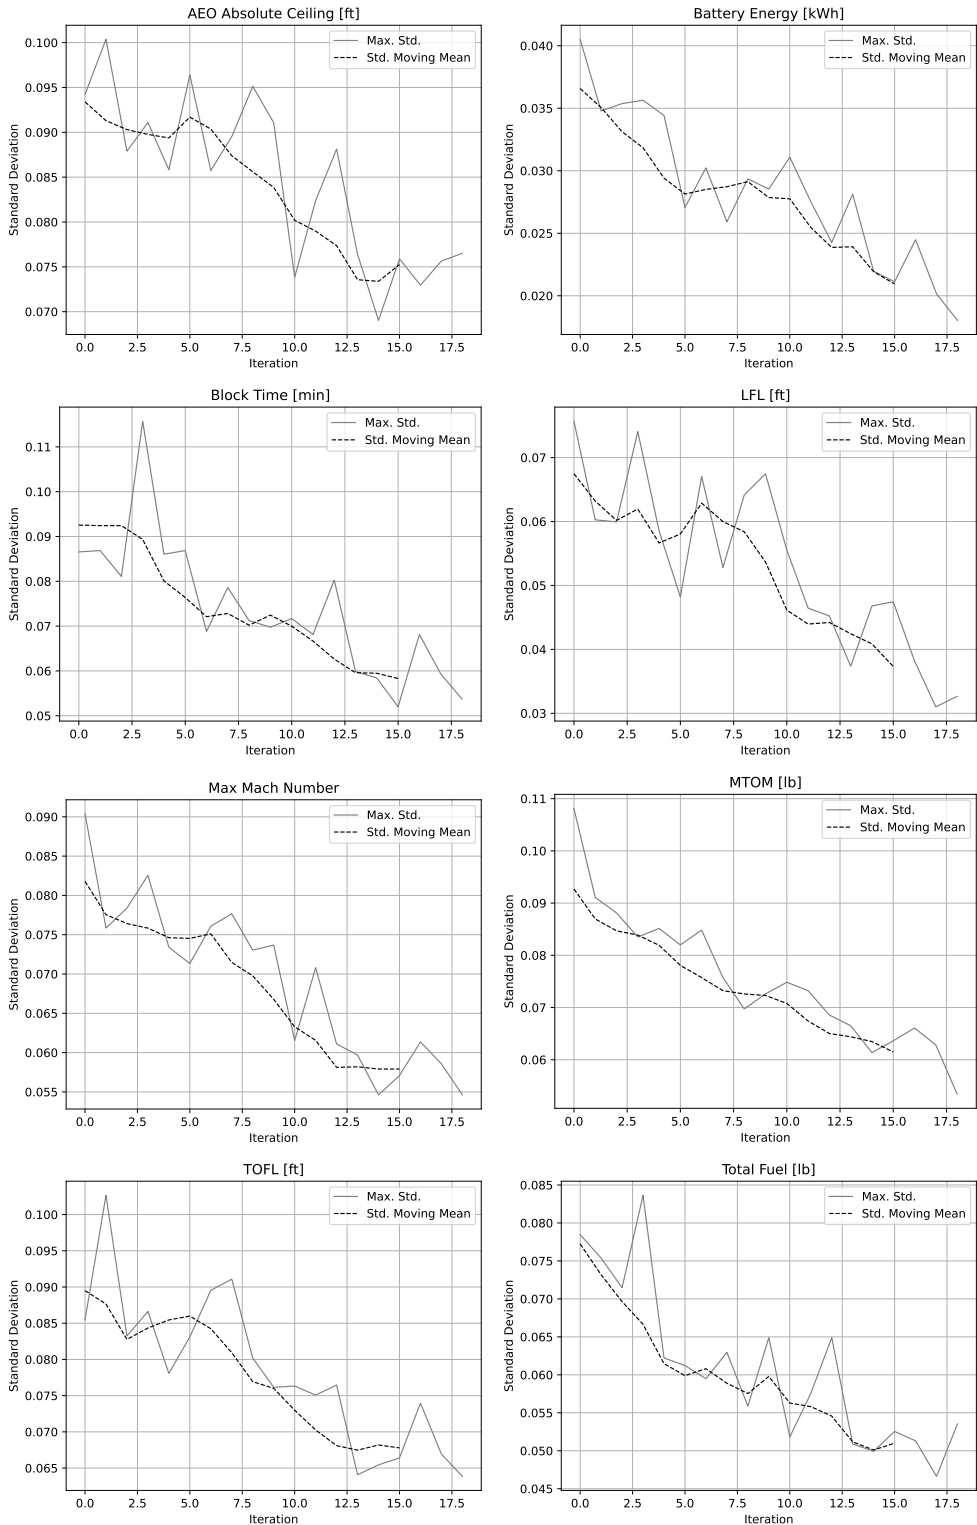 AEO Absolute Ceiling [ft]
Standard Deviation
0.100
0.095
0.090
0.085
0.080
0.075
0.070
Max. Std.
Std. Moving Mean
0.0 2.5 5.0 7.5 10.0 12.5 15.0 17.5
Iteration
Battery Energy [kWh]
Standard Deviation
0.040
0.035
0.030
0.025
0.020
Max. Std.
Std. Moving Mean
0.0 2.5 5.0 7.5 10.0 12.5 15.0 17.5
Iteration
Block Time [min]
Standard Deviation
0.11
0.10
0.09
0.08
0.07
0.06
0.05
Max. Std.
Std. Moving Mean
0.0 2.5 5.0 7.5 10.0 12.5 15.0 17.5
Iteration
LFL [ft]
Standard Deviation
0.07
0.06
0.05
0.04
0.03
Max. Std.
Std. Moving Mean
0.0 2.5 5.0 7.5 10.0 12.5 15.0 17.5
Iteration
Max Mach Number
Standard Deviation
0.090
0.085
0.080
0.075
0.070
0.065
0.060
0.055
Max. Std.
Std. Moving Mean
0.0 2.5 5.0 7.5 10.0 12.5 15.0 17.5
Iteration
MTOM [lb]
Standard Deviation
0.11
0.10
0.09
0.08
0.07
0.06
Max. Std.
Std. Moving Mean
0.0 2.5 5.0 7.5 10.0 12.5 15.0 17.5
Iteration
TOFL [ft]
Standard Deviation
0.100
0.095
0.090
0.085
0.080
0.075
0.070
0.065
Max. Std.
Std. Moving Mean
0.0 2.5 5.0 7.5 10.0 12.5 15.0 17.5
Iteration
Total Fuel [lb]
Standard Deviation
0.085
0.080
0.075
0.070
0.065
0.060
0.055
0.050
0.045
Max. Std.
Std. Moving Mean
0.0 2.5 5.0 7.5 10.0 12.5 15.0 17.5
Iteration